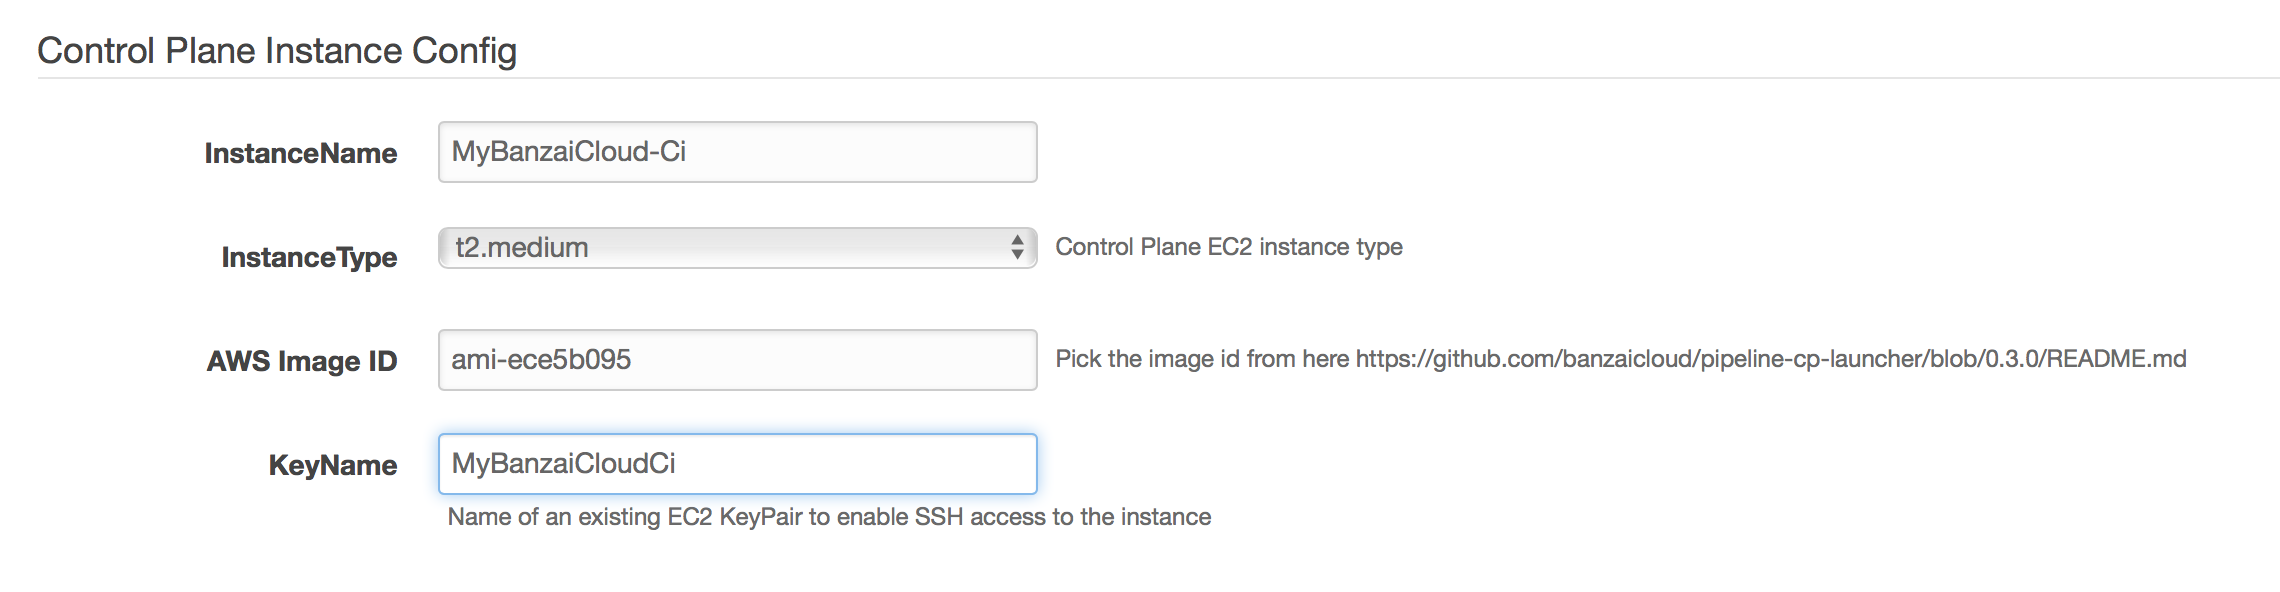 Control Plane Instance Config
InstanceName MyBanzaiCloud-Ci
InstanceType t2.medium Control Plane EC2 instance type
AWS Image ID ami-ece5b095 Pick the image id from here https://github.com/banzaicloud/pipeline-cp-launcher/blob/0.3.0/README.md
KeyName MyBanzaiCloudCi
Name of an existing EC2 KeyPair to enable SSH access to the instance